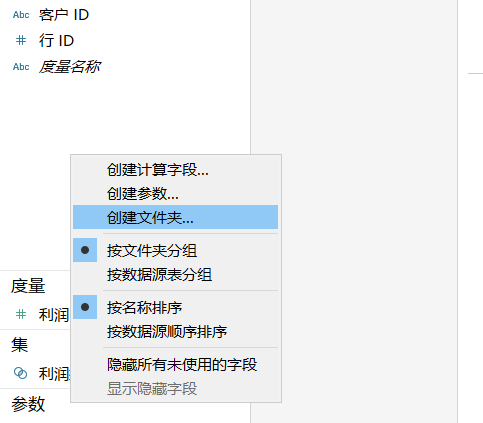 Abc 客户 ID
# 行 ID
Abc 度量名称
创建计算字段...
创建参数...
创建文件夹...
按文件夹分组
按数据源表分组
度量
按名称排序
# 利润
按数据源顺序排序
集
隐藏所有未使用的字段
利润
显示隐藏字段
参数